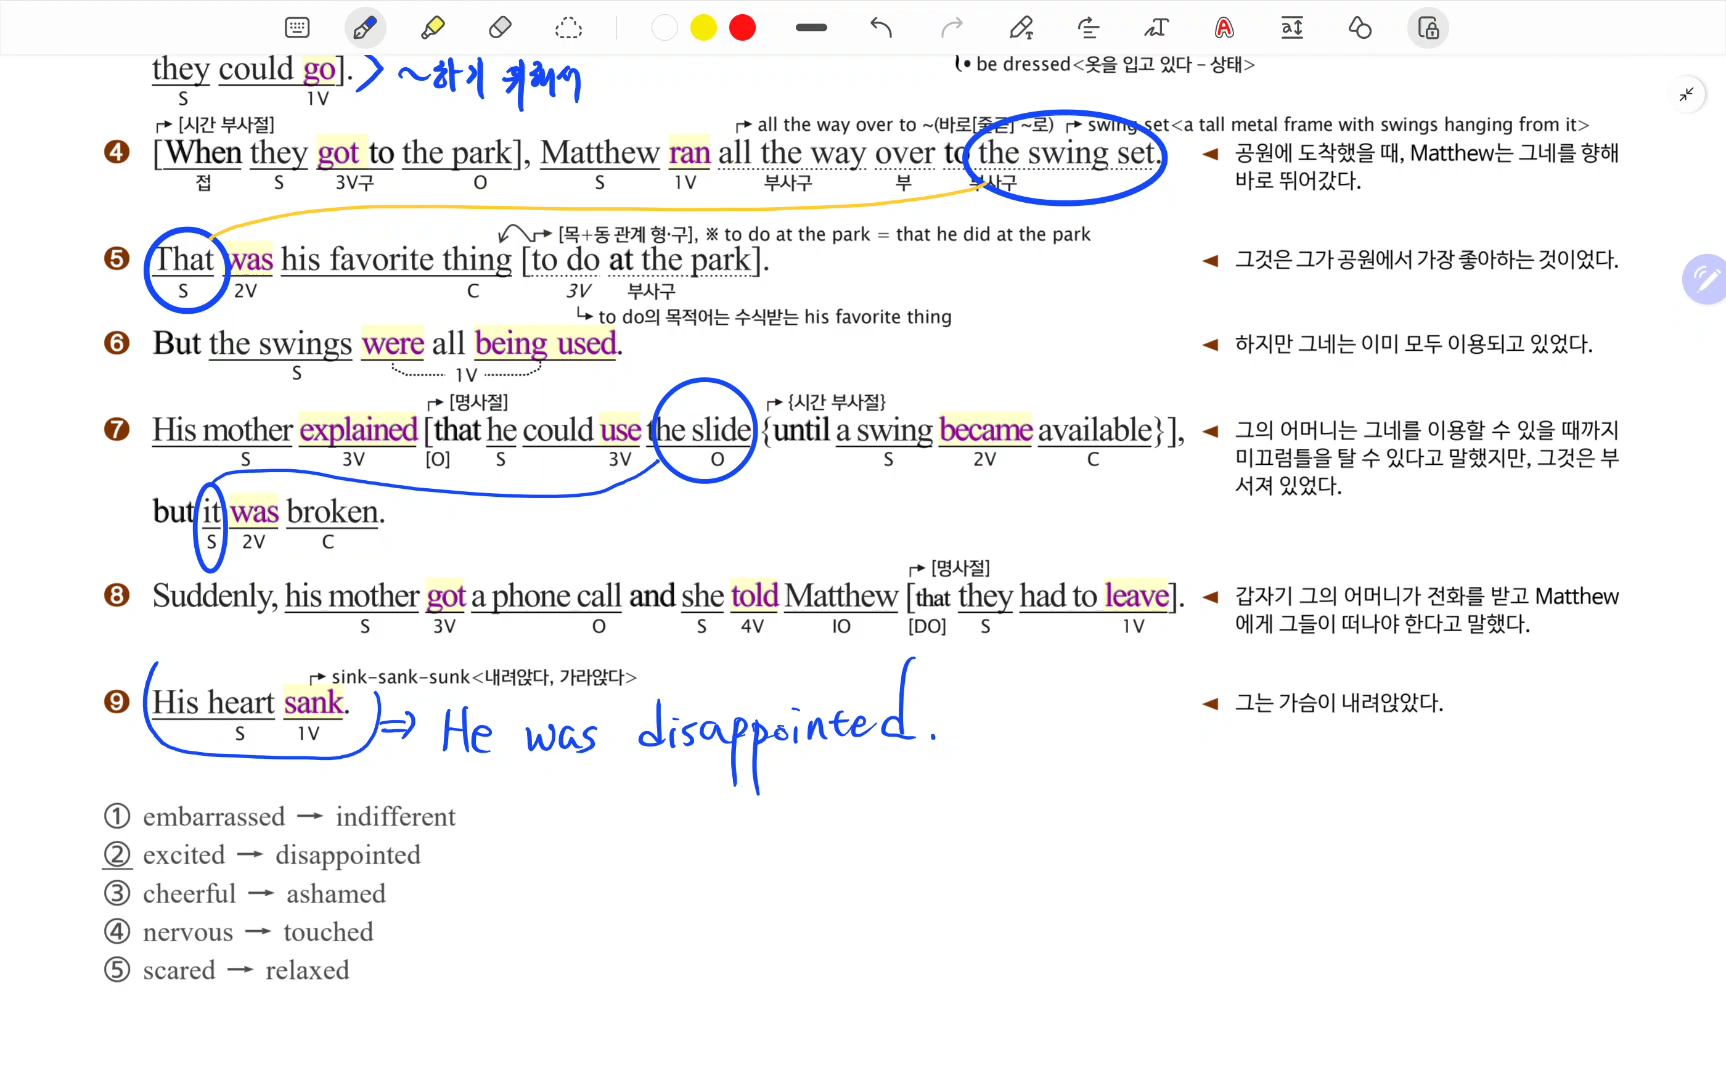 they could go]. > ~하기 위해서
S 1V
• be dressed<옷을 입고 있다 – 상태>
[시간 부사절]
all the way over to ~(바로[줄곧] ~로)
swing set<a tall metal frame with swings hanging from it>
❹ [When they got to the park], Matthew ran all the way over to the swing set.
접 S 3V구 O S 1V 부사구 부 부사구
◀ 공원에 도착했을 때, Matthew는 그네를 향해
바로 뛰어갔다.
[목+동 관계 형·구], ※ to do at the park = that he did at the park
❺ That was his favorite thing [to do at the park].
S 2V C 3V 부사구
◀ 그것은 그가 공원에서 가장 좋아하는 것이었다.
to do의 목적어는 수식받는 his favorite thing
❻ But the swings were all being used.
S 1V
◀ 하지만 그네는 이미 모두 이용되고 있었다.
[명사절] {시간 부사절}
❼ His mother explained [that he could use the slide {until a swing became available}],
S 3V [O] S 3V O S 2V C
◀ 그의 어머니는 그네를 이용할 수 있을 때까지
미끄럼틀을 탈 수 있다고 말했지만, 그것은 부
서져 있었다.
but it was broken.
S 2V C
[명사절]
❽ Suddenly, his mother got a phone call and she told Matthew [that they had to leave].
S 3V O S 4V IO [DO] S 1V
◀ 갑자기 그의 어머니가 전화를 받고 Matthew
에게 그들이 떠나야 한다고 말했다.
sink-sank-sunk<내려앉다, 가라앉다>
❾ His heart sank.
S 1V
⇒ He was disappointed.
◀ 그는 가슴이 내려앉았다.
① embarrassed → indifferent
② excited → disappointed
③ cheerful → ashamed
④ nervous → touched
⑤ scared → relaxed